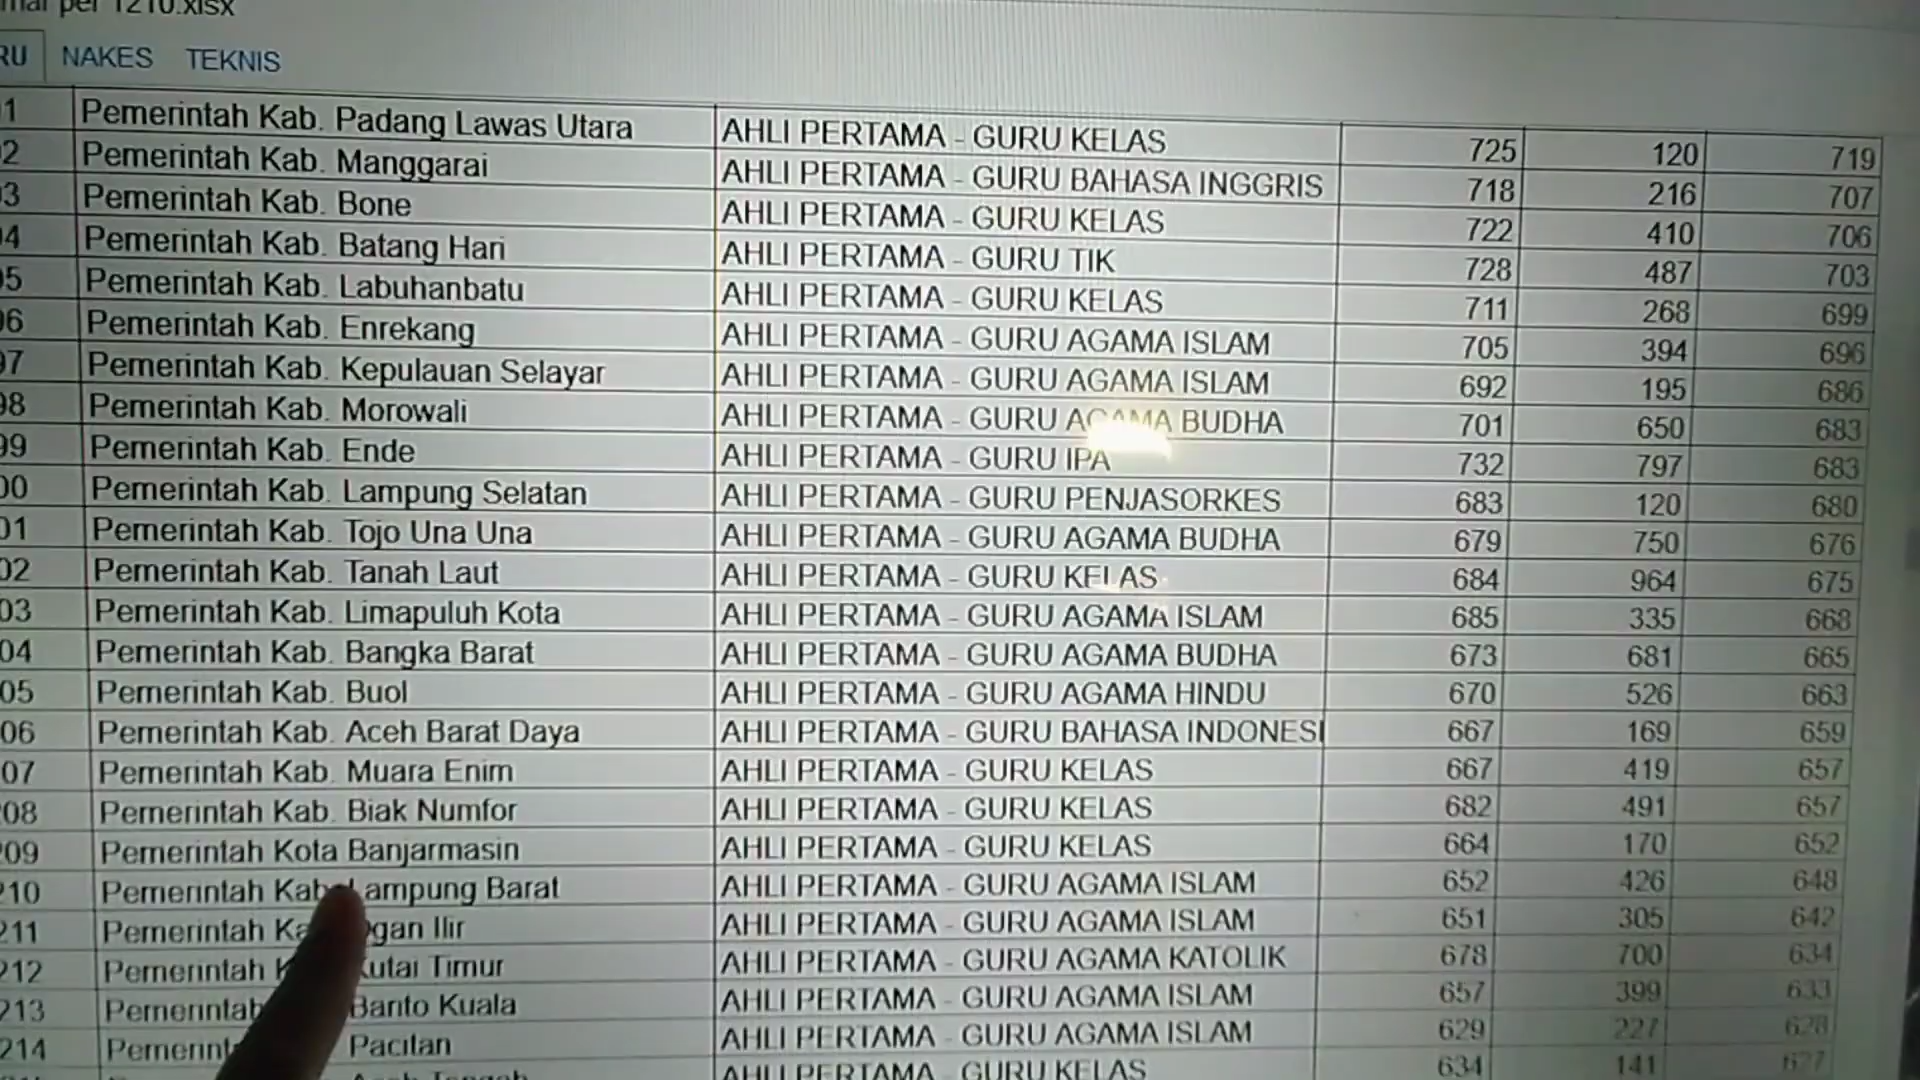 per 1210.xlsx
RU NAKES TEKNIS
91 Pemerintah Kab. Padang Lawas Utara AHLI PERTAMA - GURU KELAS 725 120 719
92 Pemerintah Kab. Manggarai AHLI PERTAMA - GURU BAHASA INGGRIS 718 216 707
93 Pemerintah Kab. Bone AHLI PERTAMA - GURU KELAS 722 410 706
94 Pemerintah Kab. Batang Hari AHLI PERTAMA - GURU TIK 728 487 703
95 Pemerintah Kab. Labuhanbatu AHLI PERTAMA - GURU KELAS 711 268 699
96 Pemerintah Kab. Enrekang AHLI PERTAMA - GURU AGAMA ISLAM 705 394 696
97 Pemerintah Kab. Kepulauan Selayar AHLI PERTAMA - GURU AGAMA ISLAM 692 195 686
98 Pemerintah Kab. Morowali AHLI PERTAMA - GURU AGAMA BUDHA 701 650 683
99 Pemerintah Kab. Ende AHLI PERTAMA - GURU IPA 732 797 683
00 Pemerintah Kab. Lampung Selatan AHLI PERTAMA - GURU PENJASORKES 683 120 680
01 Pemerintah Kab. Tojo Una Una AHLI PERTAMA - GURU AGAMA BUDHA 679 750 676
02 Pemerintah Kab. Tanah Laut AHLI PERTAMA - GURU KELAS 684 964 675
03 Pemerintah Kab. Limapuluh Kota AHLI PERTAMA - GURU AGAMA ISLAM 685 335 668
04 Pemerintah Kab. Bangka Barat AHLI PERTAMA - GURU AGAMA BUDHA 673 681 665
05 Pemerintah Kab. Buol AHLI PERTAMA - GURU AGAMA HINDU 670 526 663
06 Pemerintah Kab. Aceh Barat Daya AHLI PERTAMA - GURU BAHASA INDONESI 667 169 659
07 Pemerintah Kab. Muara Enim AHLI PERTAMA - GURU KELAS 667 419 657
208 Pemerintah Kab. Biak Numfor AHLI PERTAMA - GURU KELAS 682 491 657
209 Pemerintah Kota Banjarmasin AHLI PERTAMA - GURU KELAS 664 170 652
210 Pemerintah Kab. Lampung Barat AHLI PERTAMA - GURU AGAMA ISLAM 652 426 648
211 Pemerintah Ka gan Ilir AHLI PERTAMA - GURU AGAMA ISLAM 651 305 642
212 Pemerintah Kutai Timur AHLI PERTAMA - GURU AGAMA KATOLIK 678 700 634
213 Pemerintah Barito Kuala AHLI PERTAMA - GURU AGAMA ISLAM 657 399 633
214 Pemerint Pacitan AHLI PERTAMA - GURU AGAMA ISLAM 629 227 628
AHLI PERTAMA - GURU KELAS 634 141 627